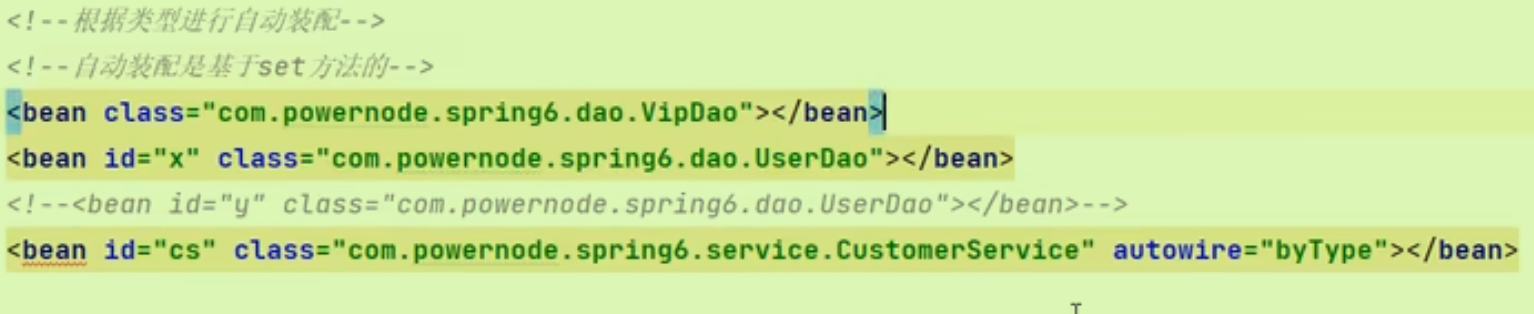 <!--根据类型进行自动装配-->
<!--自动装配是基于set方法的-->
<bean class="com.powernode.spring6.dao.VipDao"></bean>
<bean id="x" class="com.powernode.spring6.dao.UserDao"></bean>
<!--<bean id="y" class="com.powernode.spring6.dao.UserDao"></bean>-->
<bean id="cs" class="com.powernode.spring6.service.CustomerService" autowire="byType"></bean>